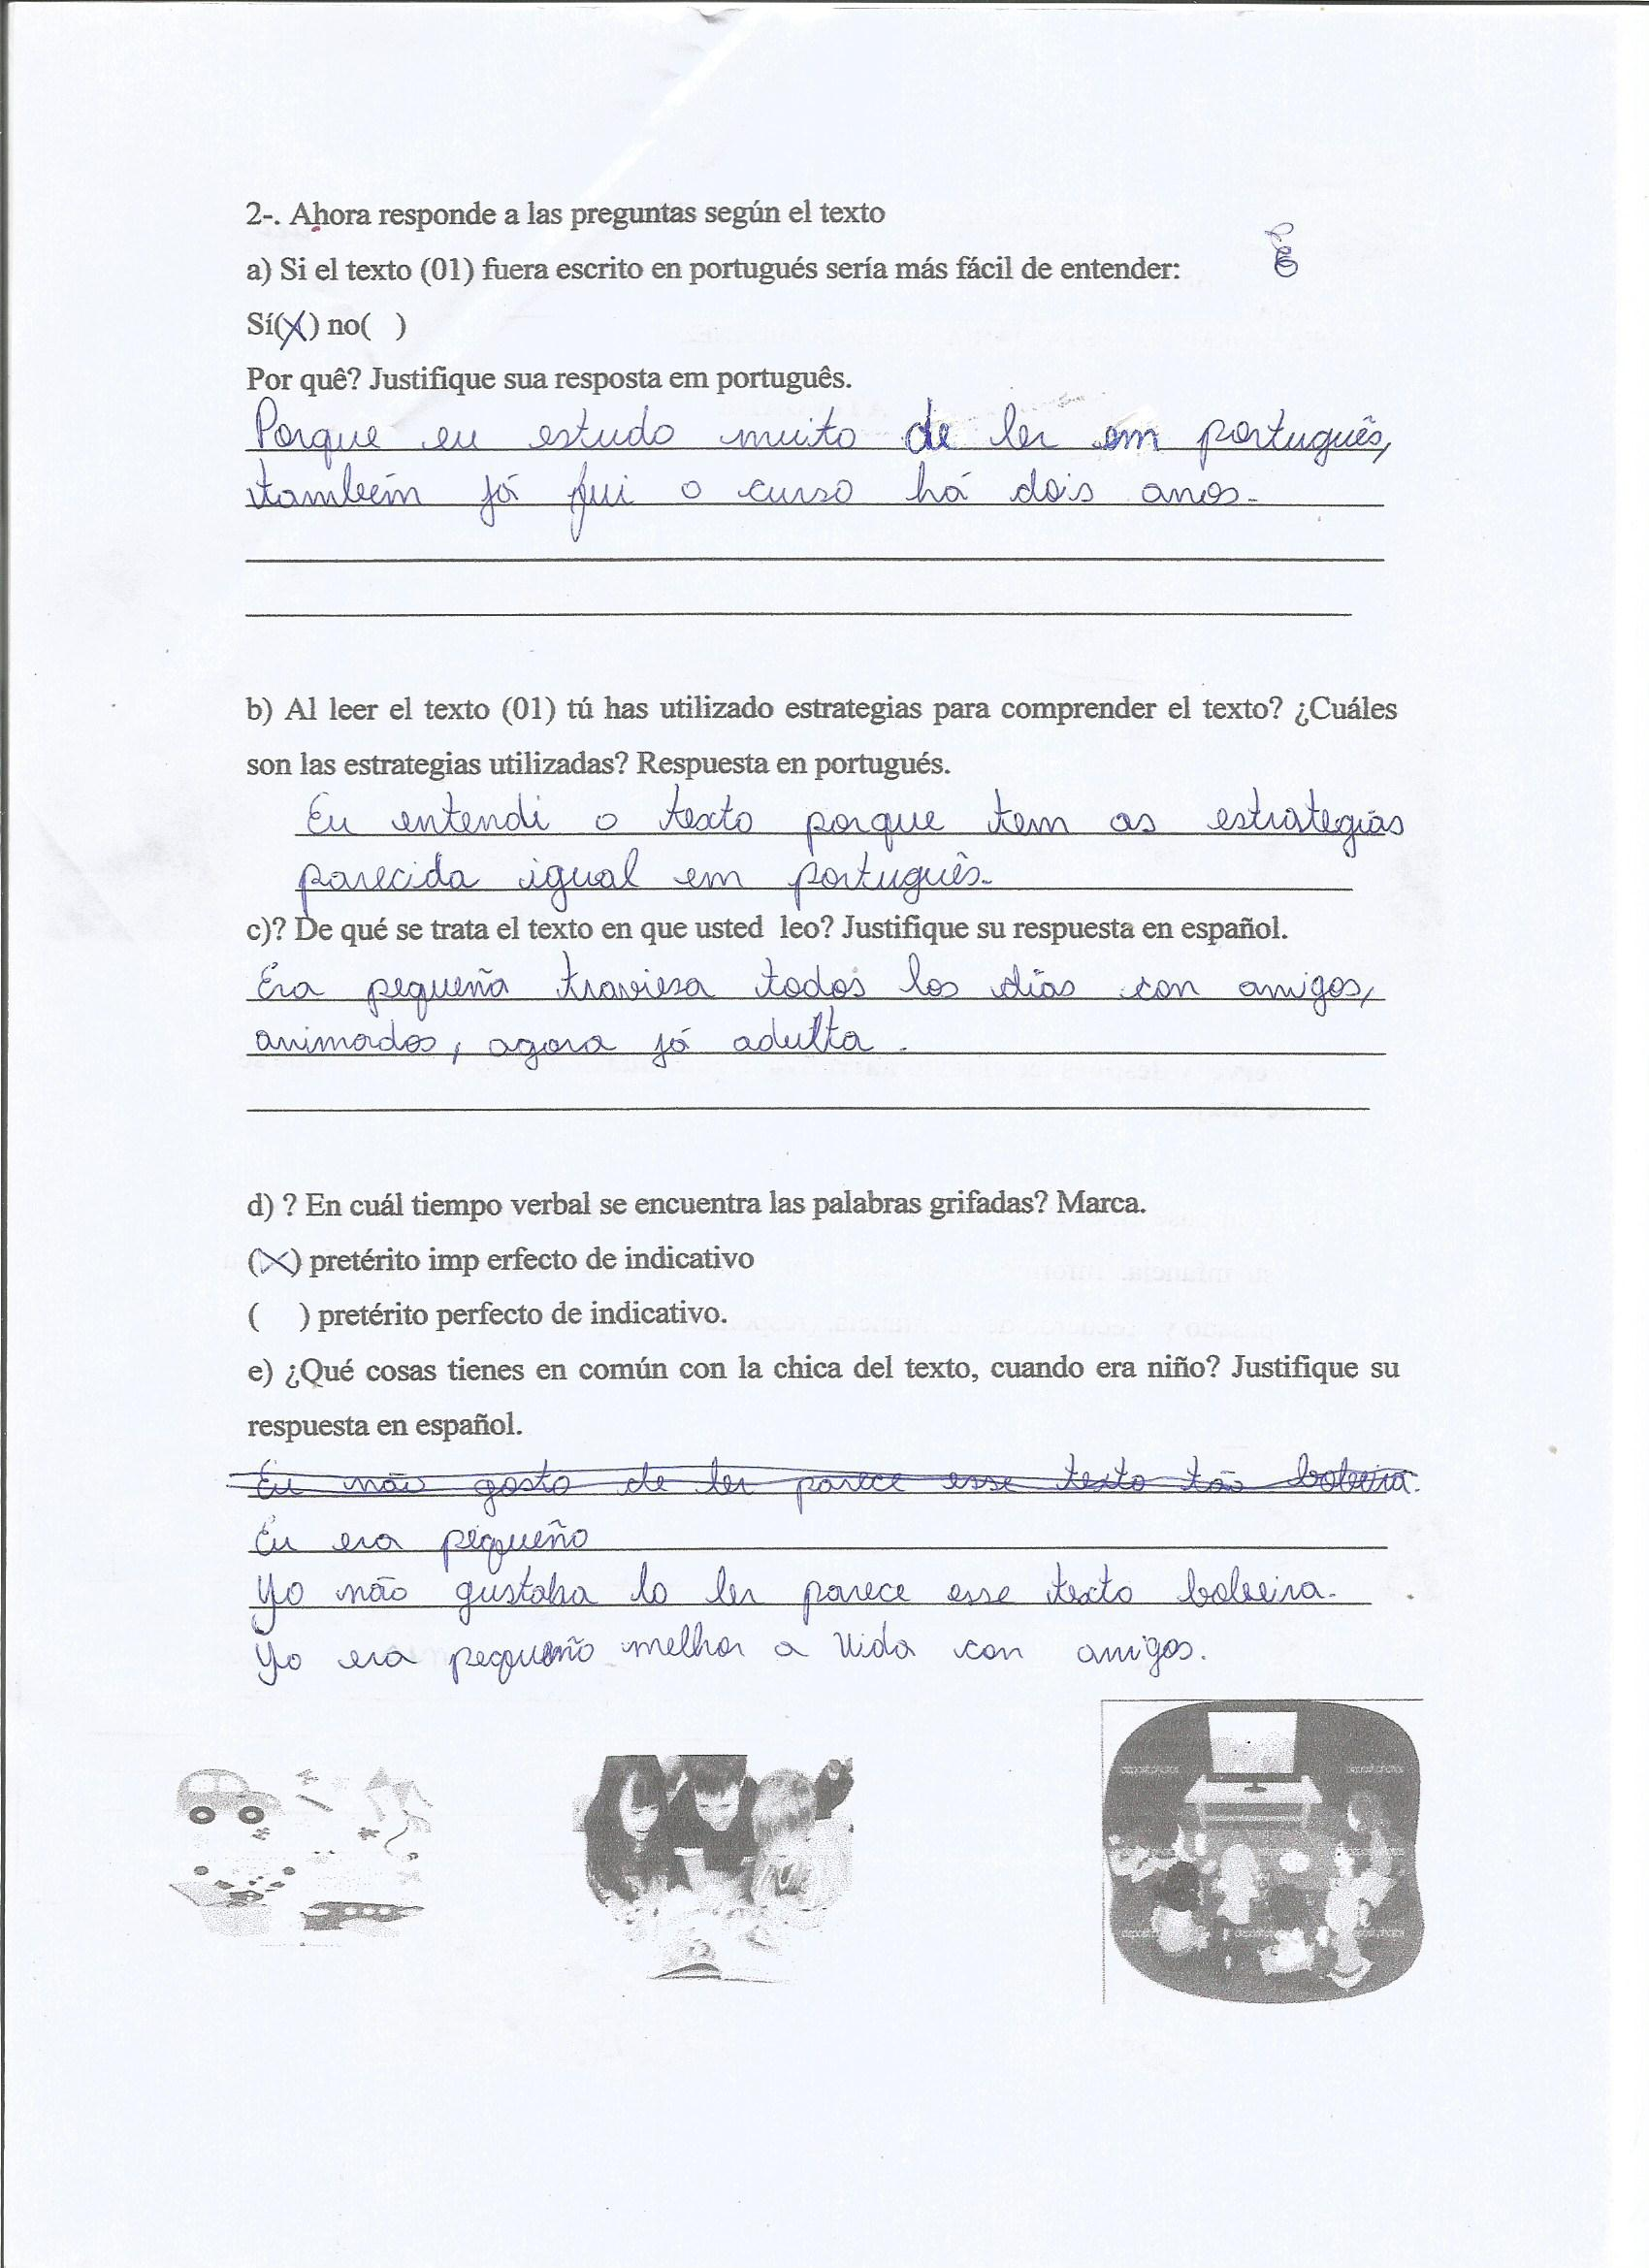 2-. Ahora responde a las preguntas según el texto
a) Si el texto (01) fuera escrito en portugués sería más fácil de entender:
Sí(X) no( )
Por quê? Justifique sua resposta em português.
Porque eu estudo muito de ler em português,
também já fui o curso há dois anos.
b) Al leer el texto (01) tú has utilizado estrategias para comprender el texto? ¿Cuáles
son las estrategias utilizadas? Respuesta en portugués.
Eu entendi o texto porque tem as estrategias
parecida igual em português.
c)? De qué se trata el texto en que usted leo? Justifique su respuesta en español.
Era pequeña traviesa todos los días con amigos,
animados, agora já adulta.
d) ? En cuál tiempo verbal se encuentra las palabras grifadas? Marca.
(X) pretérito imp erfecto de indicativo
( ) pretérito perfecto de indicativo.
e) ¿Qué cosas tienes en común con la chica del texto, cuando era niño? Justifique su
respuesta en español.
Eu não gosto de ler parece esse texto tão
Eu era pequeño
Yo não gustaba lo ler parece esse texto
Yo era pequeño melhor a vida con amigos.
depositphotos
depositphotos